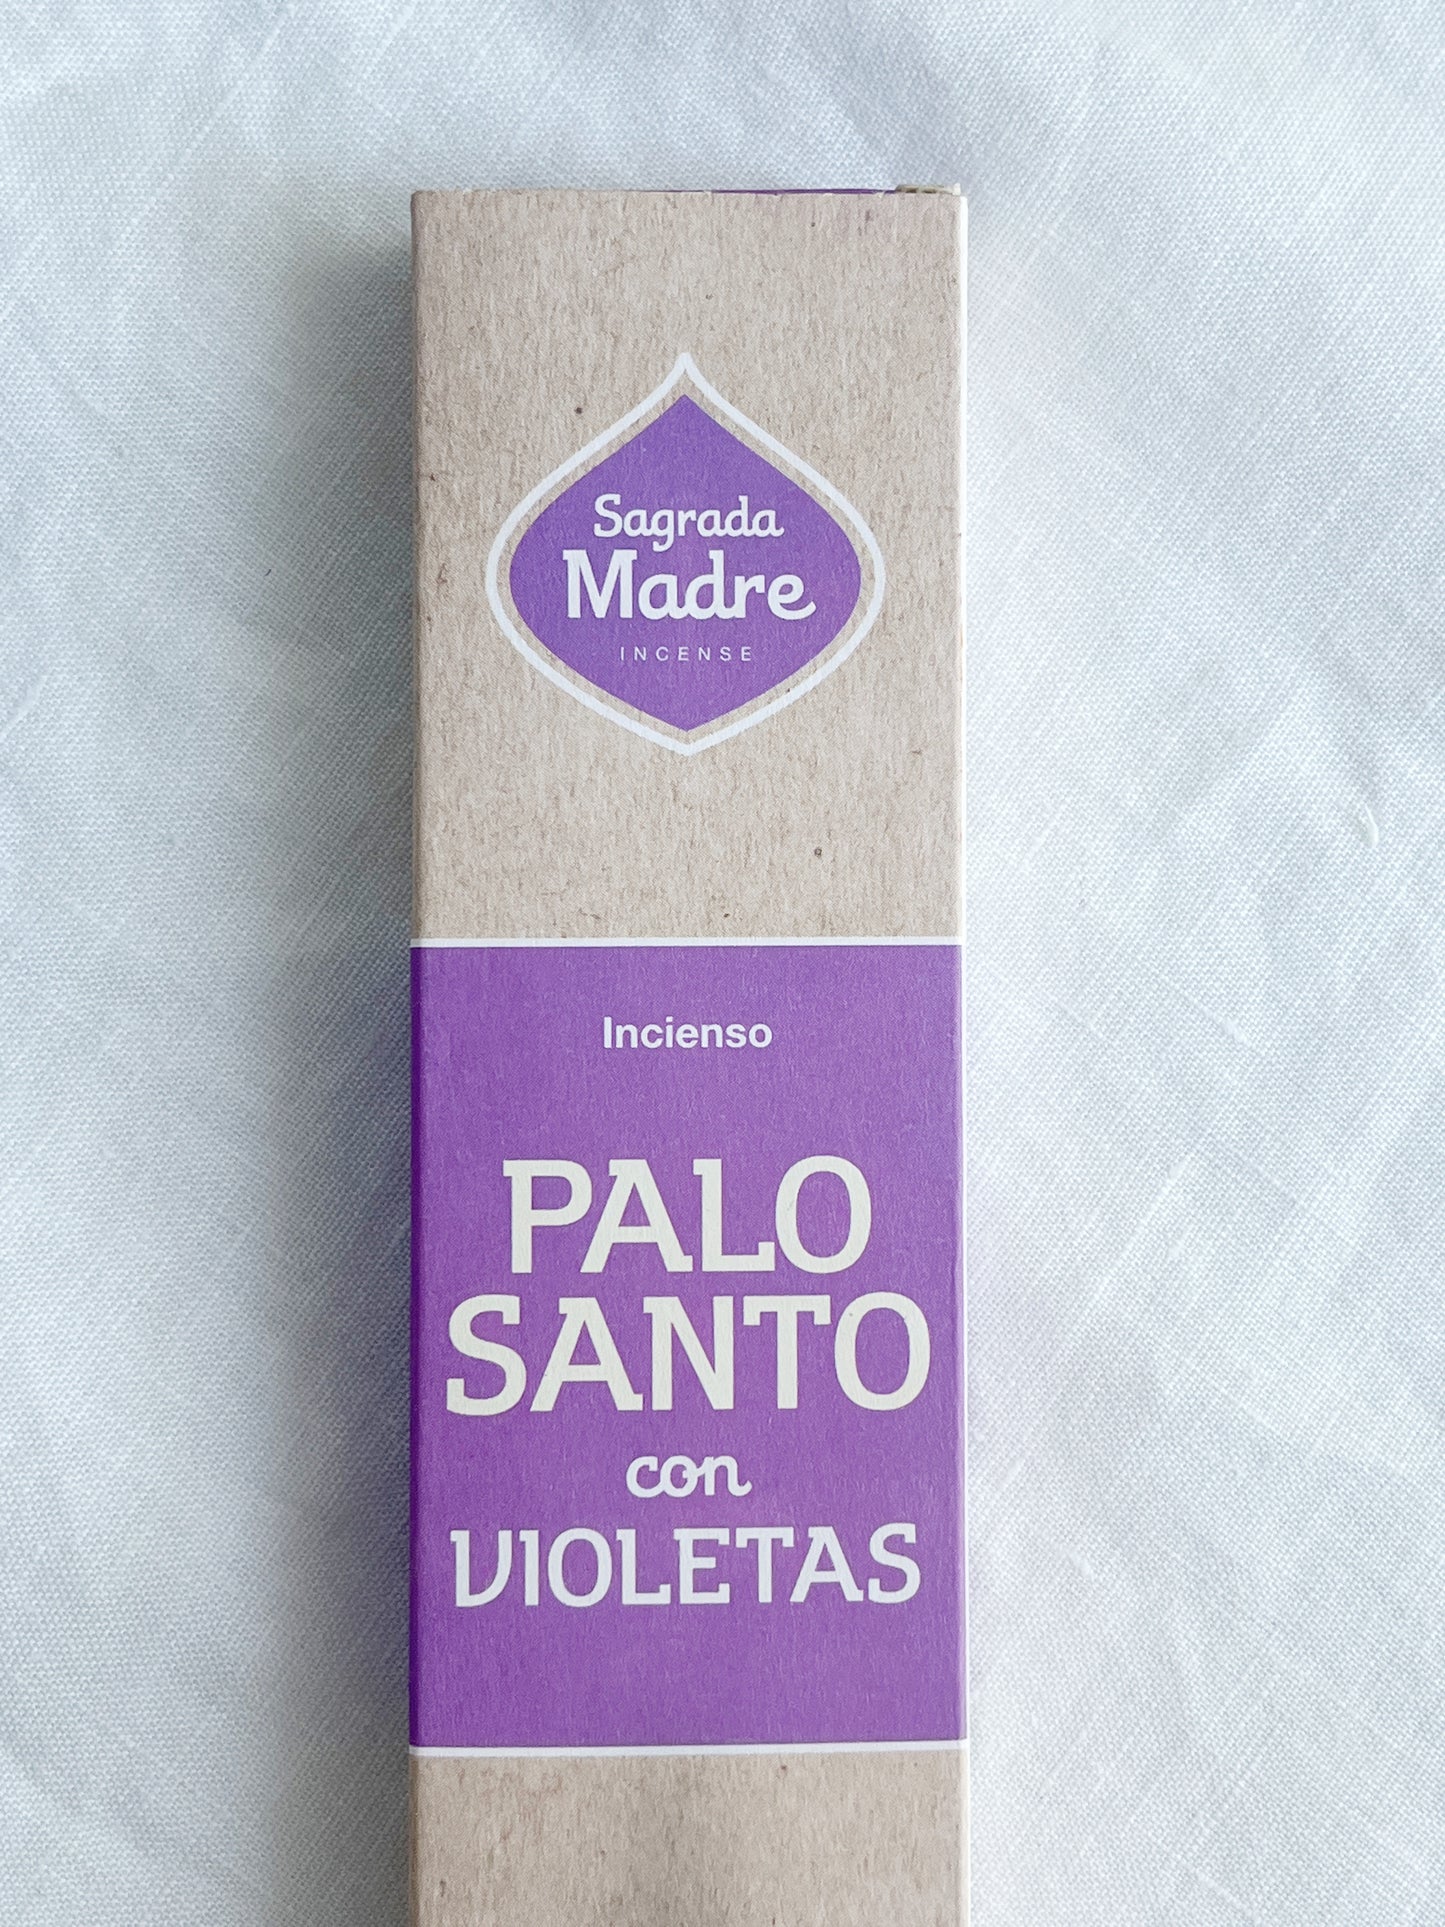 Sagrada
Madre
INCENSE
Incienso
PALO
SANTO
con
VIOLETAS